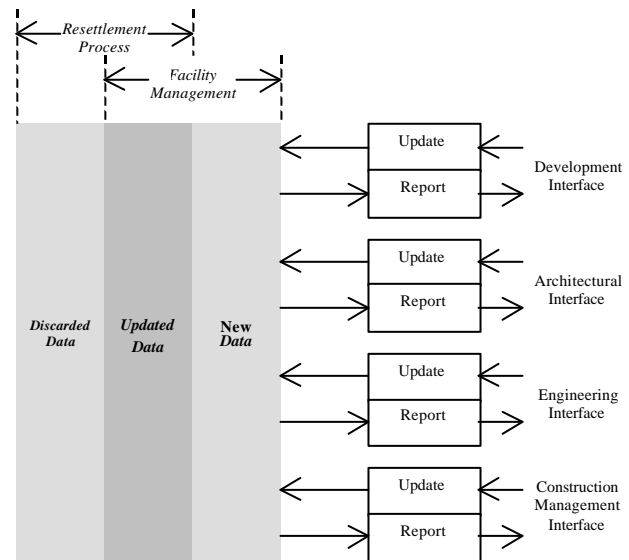 Resettlement
Process
Facility
Management
Update
Report
Development
Interface
Update
Report
Architectural
Interface
Discarded
Data
Updated
Data
New
Data
Update
Report
Engineering
Interface
Update
Report
Construction
Management
Interface